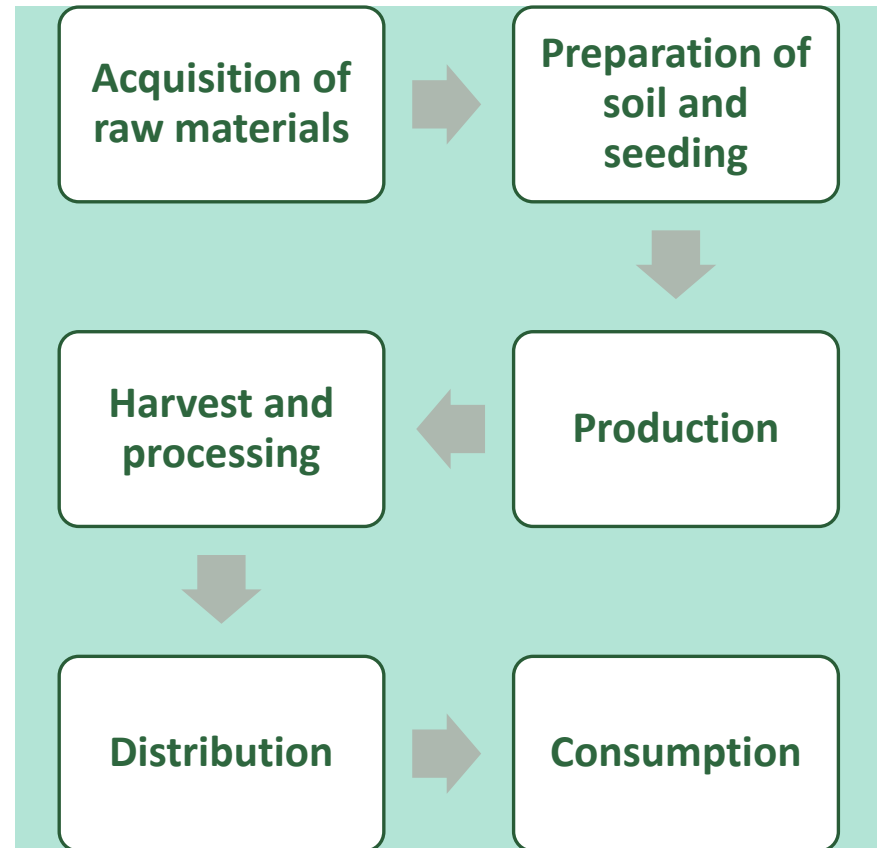 Acquisition of
raw materials
Preparation of
soil and
seeding
Production
Harvest and
processing
Distribution
Consumption